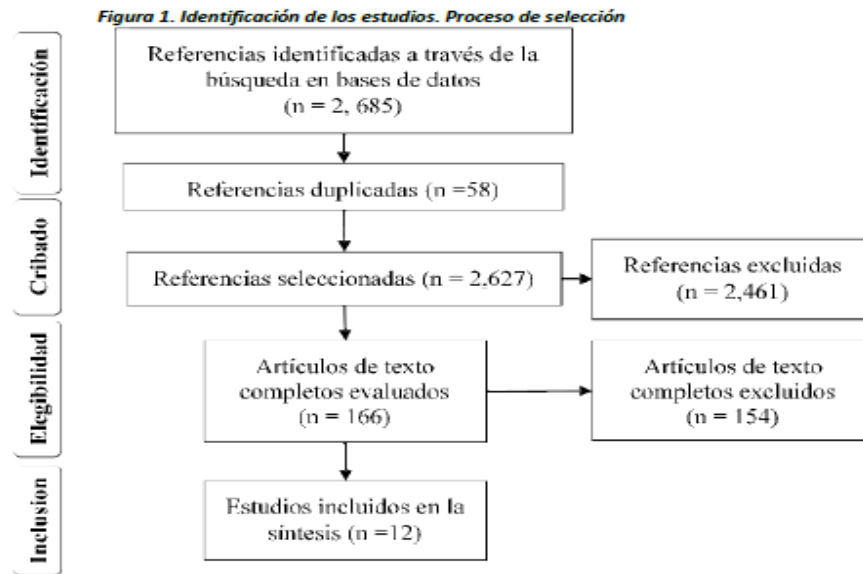 Figura 1. Identificación de los estudios. Proceso de selección
Identificación
Referencias identificadas a través de la
búsqueda en bases de datos
(n = 2, 685)
Referencias duplicadas (n =58)
Cribado
Referencias seleccionadas (n = 2,627)
Referencias excluidas
(n = 2,461)
Elegibilidad
Artículos de texto
completos evaluados
(n = 166)
Artículos de texto
completos excluidos
(n = 154)
Inclusion
Estudios incluidos en la
síntesis (n =12)